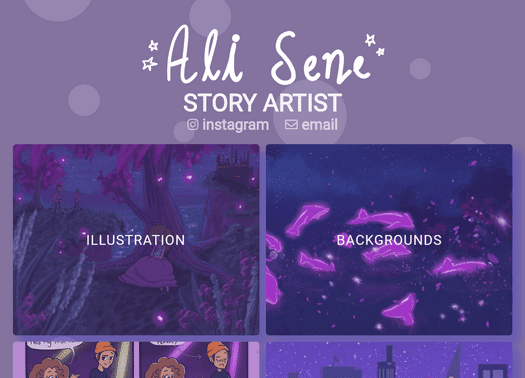 Ali Sene
STORY ARTIST
instagram email
ILLUSTRATION
BACKGROUNDS